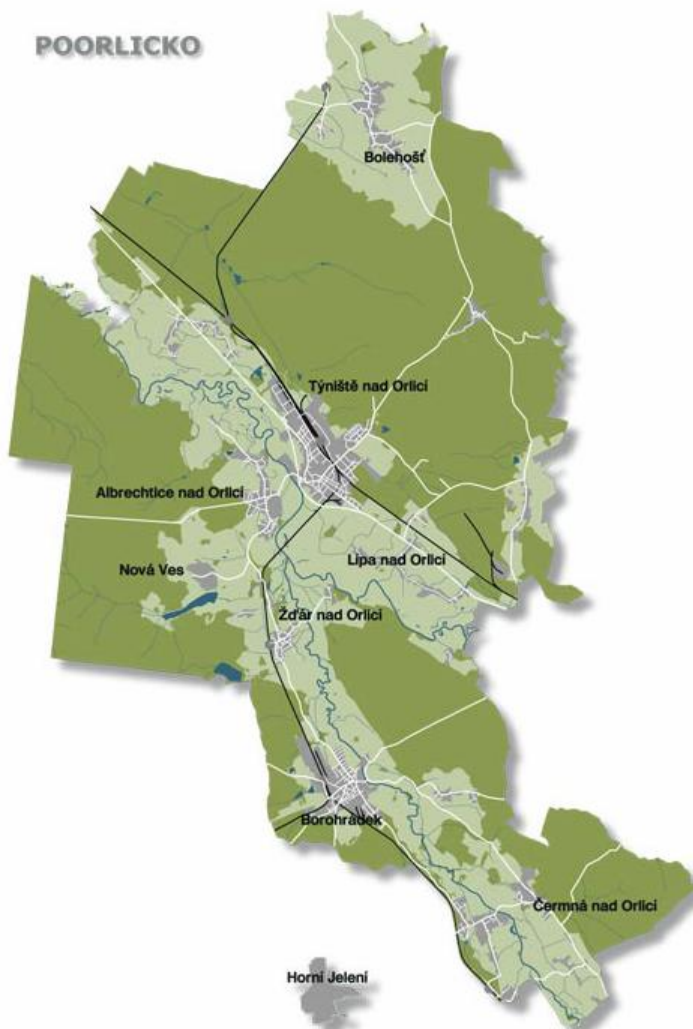 POORLICKO
Bolehošť
Týniště nad Orlicí
Albrechtice nad Orlicí
Lípa nad Orlicí
Nová Ves
Žďár nad Orlicí
Borohrádek
Čermná nad Orlicí
Horní Jelení